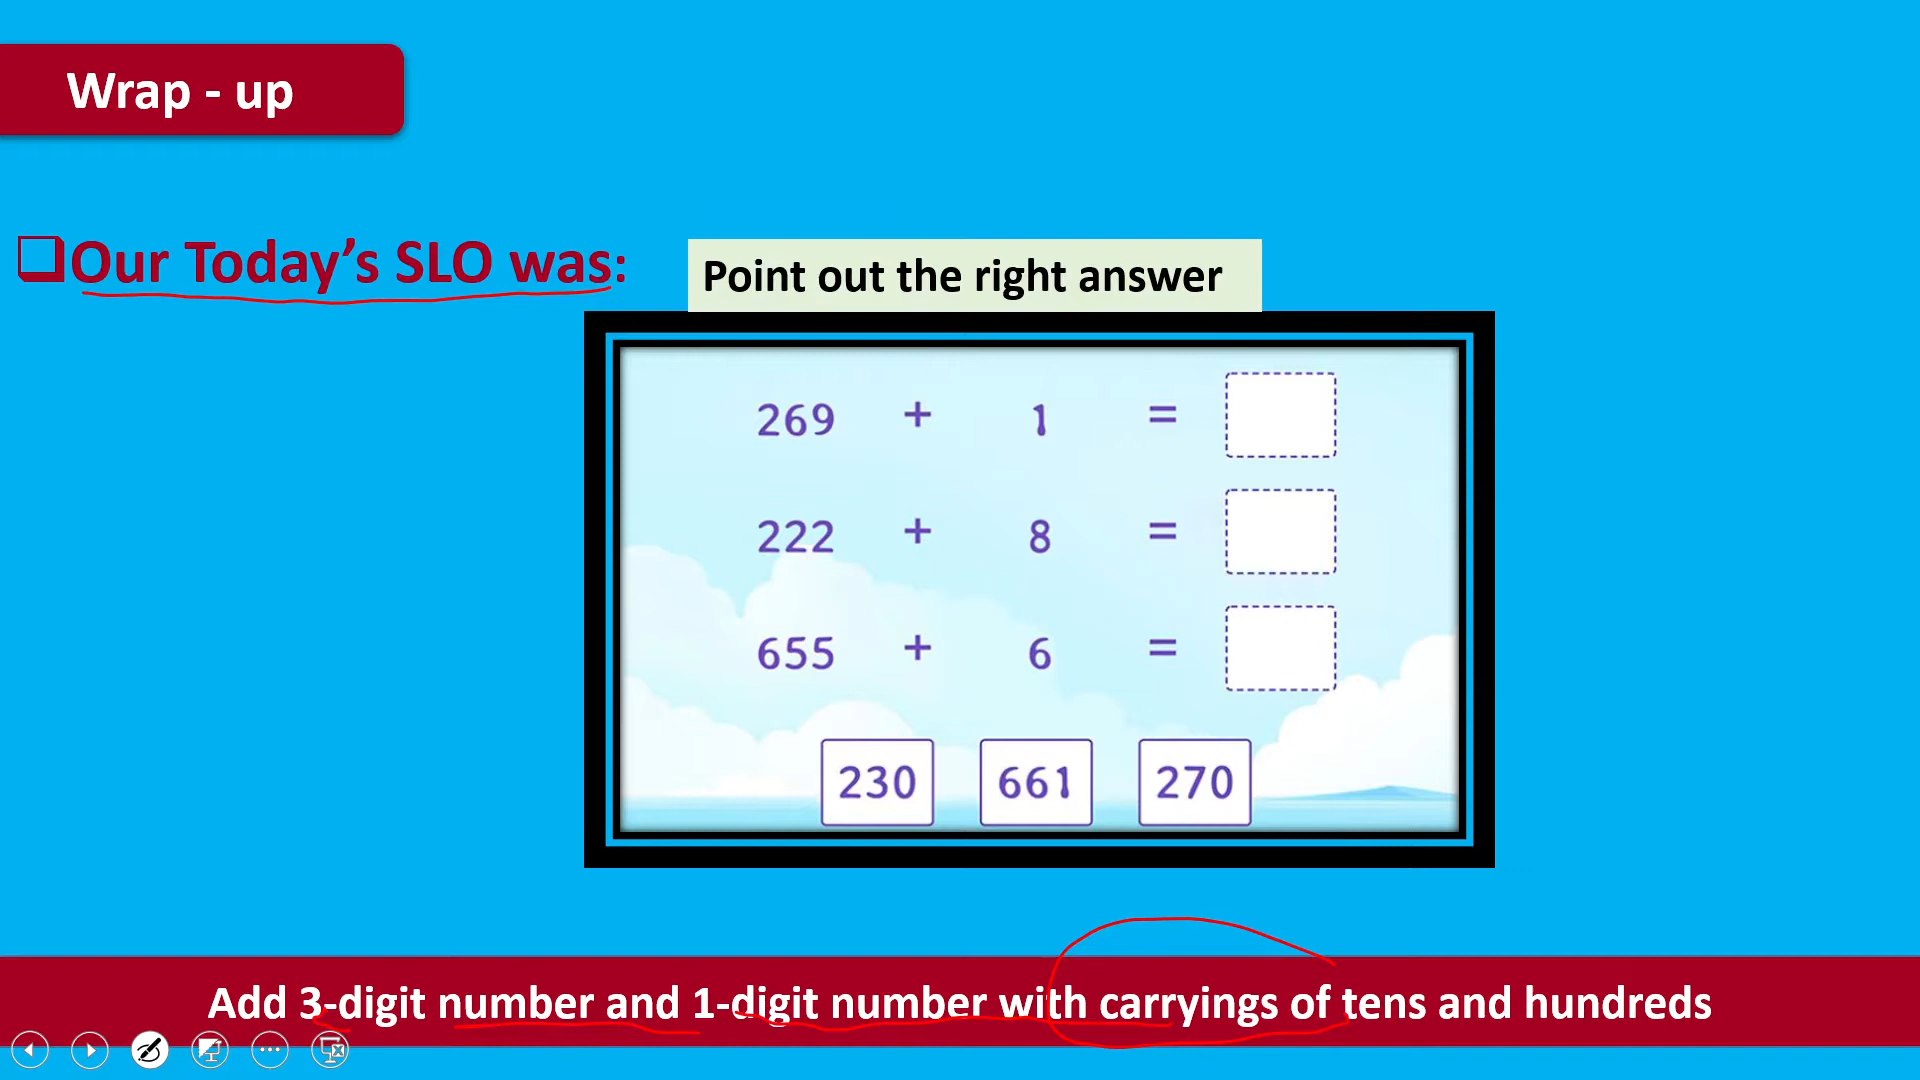 Wrap - up
Our Today's SLO was:
Point out the right answer
269 + 1 =
222 + 8 =
655 + 6 =
230 661 270
Add 3-digit number and 1-digit number with carryings of tens and hundreds